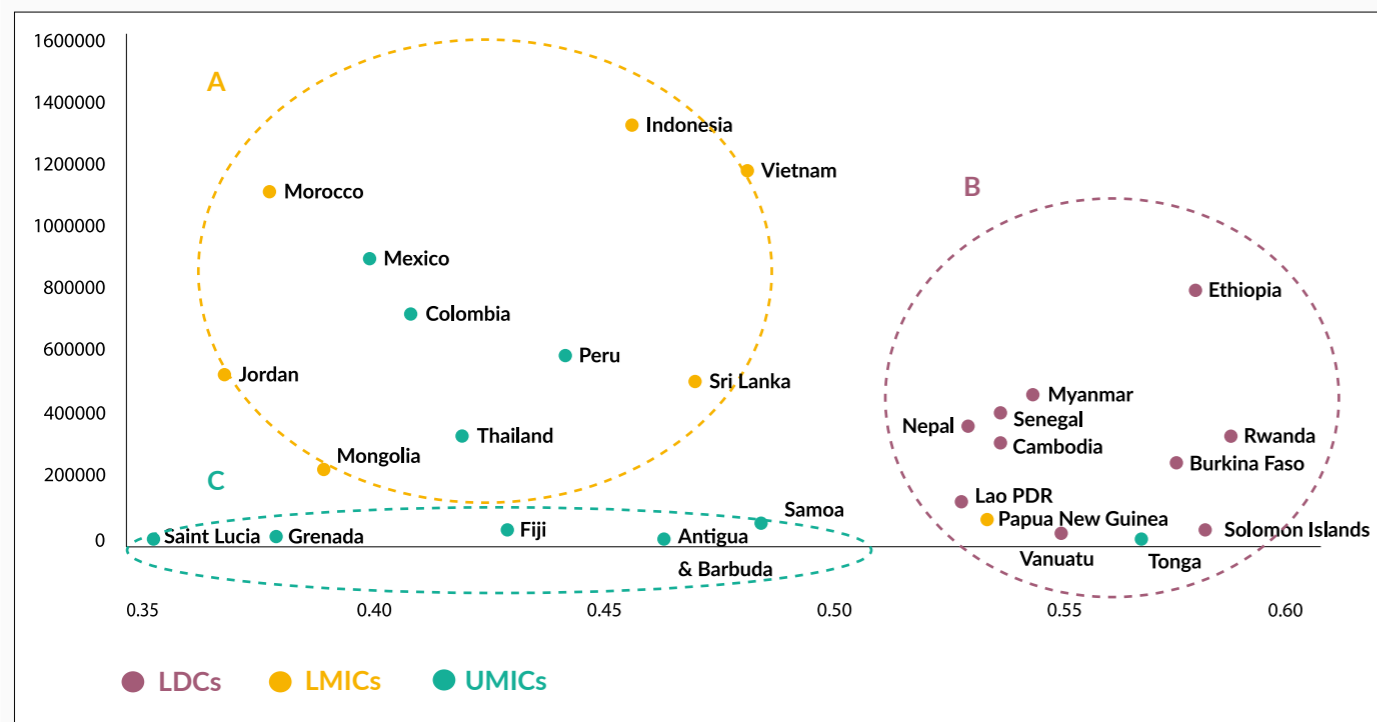 1600000
A
1400000
Indonesia
Vietnam
1200000
B
Morocco
1000000
Mexico
800000
Ethiopia
Colombia
600000
Peru
Jordan
Sri Lanka
Myanmar
400000
Senegal
Nepal
Thailand
Rwanda
Cambodia
Mongolia
Burkina Faso
200000
C
Lao PDR
Samoa
Papua New Guinea
Fiji
Solomon Islands
0
Saint Lucia
Grenada
Antigua
& Barbuda
Vanuatu
Tonga
0.35 0.40 0.45 0.50 0.55 0.60
LDCs LMICs UMICs